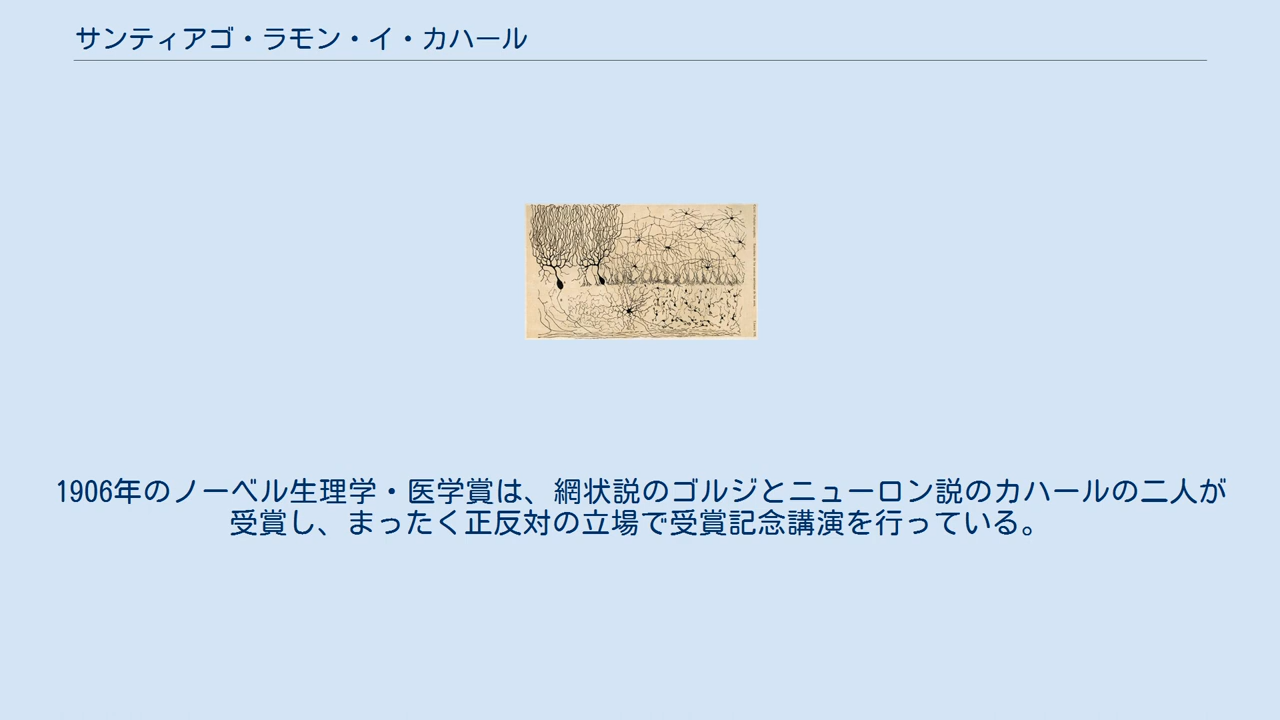 サンティアゴ・ラモン・イ・カハール
1906年のノーベル生理学・医学賞は、網状説のゴルジとニューロン説のカハールの二人が
受賞し、まったく正反対の立場で受賞記念講演を行っている。